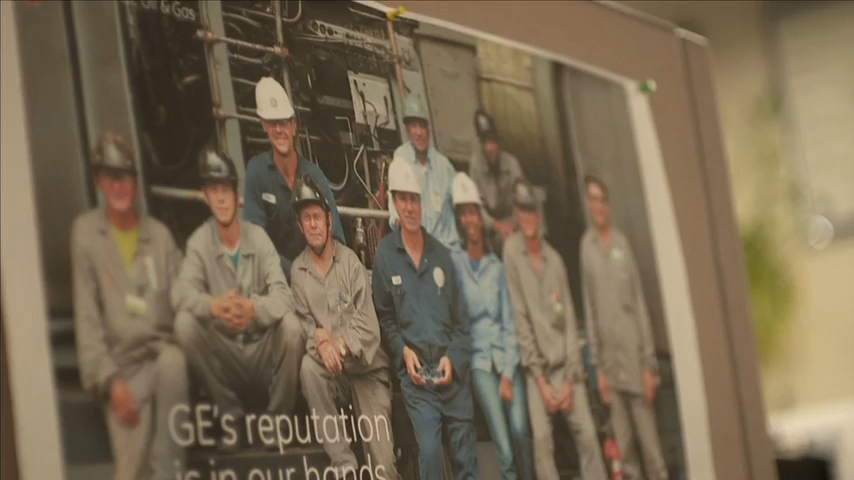 Oil & Gas
GE's reputation
is in our hands